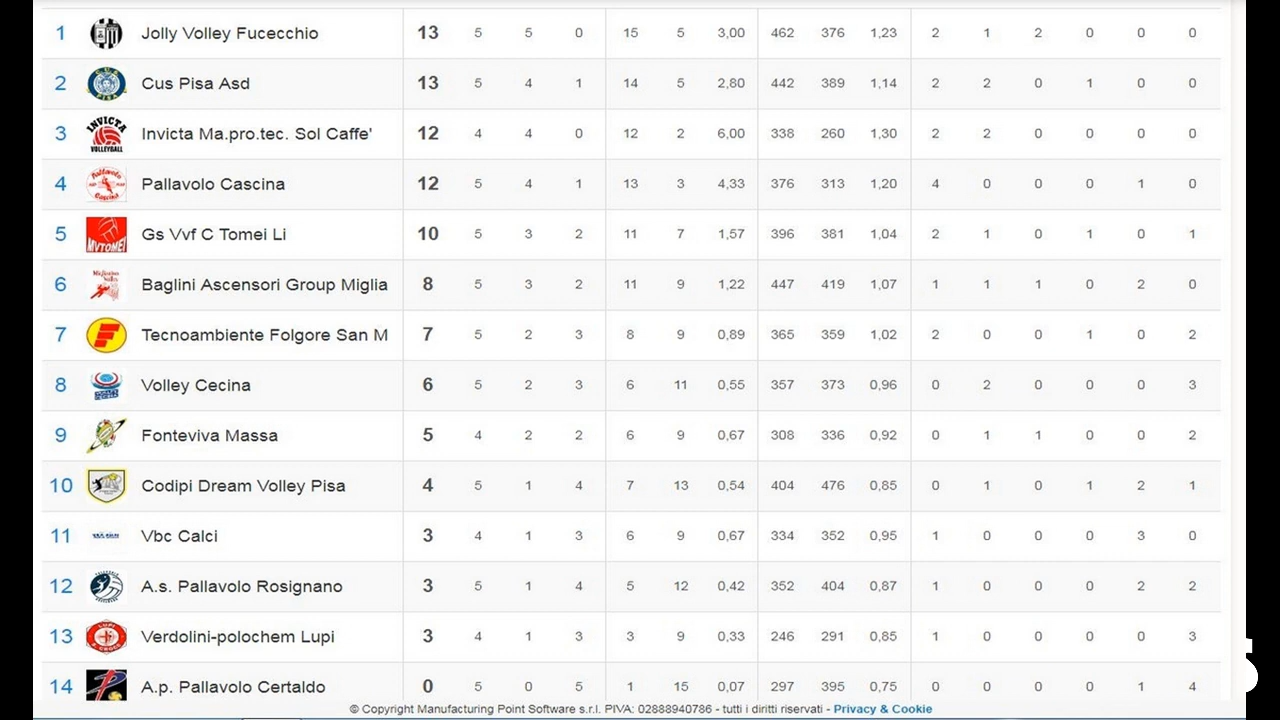 1 Jolly Volley Fucecchio 13 5 5 0 15 5 3,00 462 376 1,23 2 1 2 0 0 0
2 Cus Pisa Asd 13 5 4 1 14 5 2,80 442 389 1,14 2 2 0 1 0 0
3 INVICTA VOLLEYBALL Invicta Ma.pro.tec. Sol Caffe' 12 4 4 0 12 2 6,00 338 260 1,30 2 2 0 0 0 0
4 Pallavolo Cascina Pallavolo Cascina 12 5 4 1 13 3 4,33 376 313 1,20 4 0 0 0 1 0
5 MVTOMEI Gs Vvf C Tomei Li 10 5 3 2 11 7 1,57 396 381 1,04 2 1 0 1 0 1
6 Baglini Ascensori Group Miglia 8 5 3 2 11 9 1,22 447 419 1,07 1 1 1 0 2 0
7 Tecnoambiente Folgore San M 7 5 2 3 8 9 0,89 365 359 1,02 2 0 0 1 0 2
8 Volley Cecina 6 5 2 3 6 11 0,55 357 373 0,96 0 2 0 0 0 3
9 Fonteviva Massa 5 4 2 2 6 9 0,67 308 336 0,92 0 1 1 0 0 2
10 Codipi Dream Volley Pisa 4 5 1 4 7 13 0,54 404 476 0,85 0 1 0 1 2 1
11 Vbc Calci 3 4 1 3 6 9 0,67 334 352 0,95 1 0 0 0 3 0
12 A.s. Pallavolo Rosignano 3 5 1 4 5 12 0,42 352 404 0,87 1 0 0 0 2 2
13 LUPI Verdolini-polochem Lupi 3 4 1 3 3 9 0,33 246 291 0,85 1 0 0 0 0 3
14 A.p. Pallavolo Certaldo 0 5 0 5 1 15 0,07 297 395 0,75 0 0 0 0 1 4
© Copyright Manufacturing Point Software s.r.l. PIVA: 02888940786 - tutti i diritti riservati - Privacy & Cookie